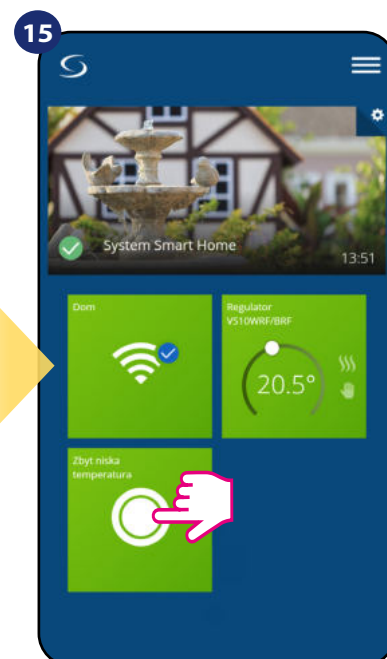 15
System Smart Home
13:51
Dom
Regulator
VS10WRF/BRF
20.5°
Zbyt niska
temperatura